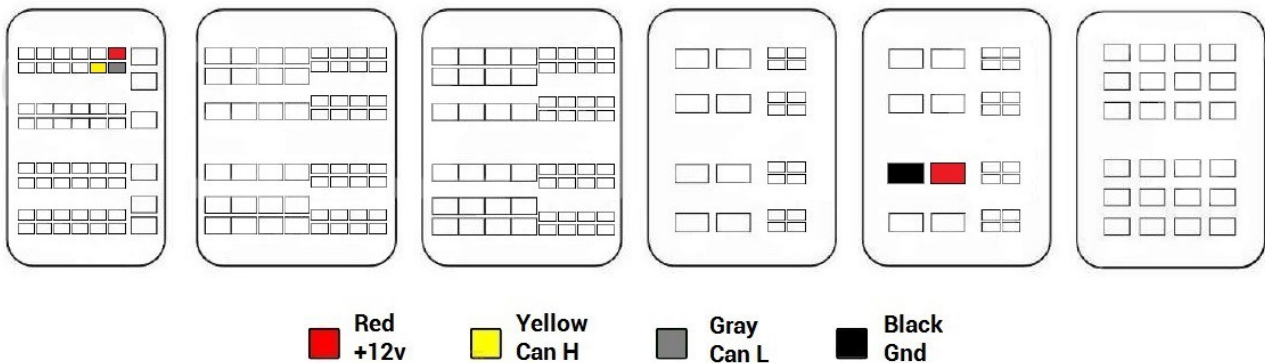 Red
+12v
Yellow
Can H
Gray
Can L
Black
Gnd